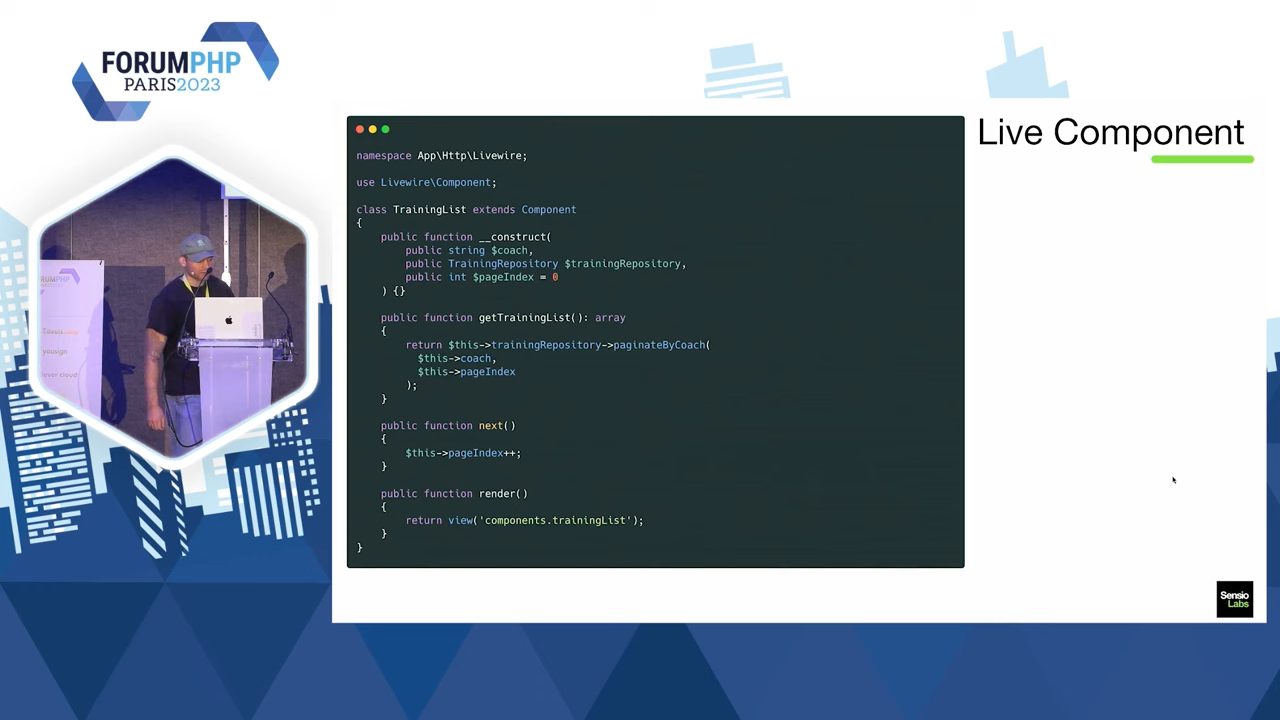 FORUMPHP
PARIS2023
Live Component
namespace App\Http\Livewire;
use Livewire\Component;
class TrainingList extends Component
{
    public function __construct(
        public string $coach,
        public TrainingRepository $trainingRepository,
        public int $pageIndex = 0
    ) {}
    public function getTrainingList(): array
    {
        return $this->trainingRepository->paginateByCoach(
          $this->coach,
          $this->pageIndex
        );
    }
    public function next()
    {
        $this->pageIndex++;
    }
    public function render()
    {
        return view('components.trainingList');
    }
}
Sensio
Labs